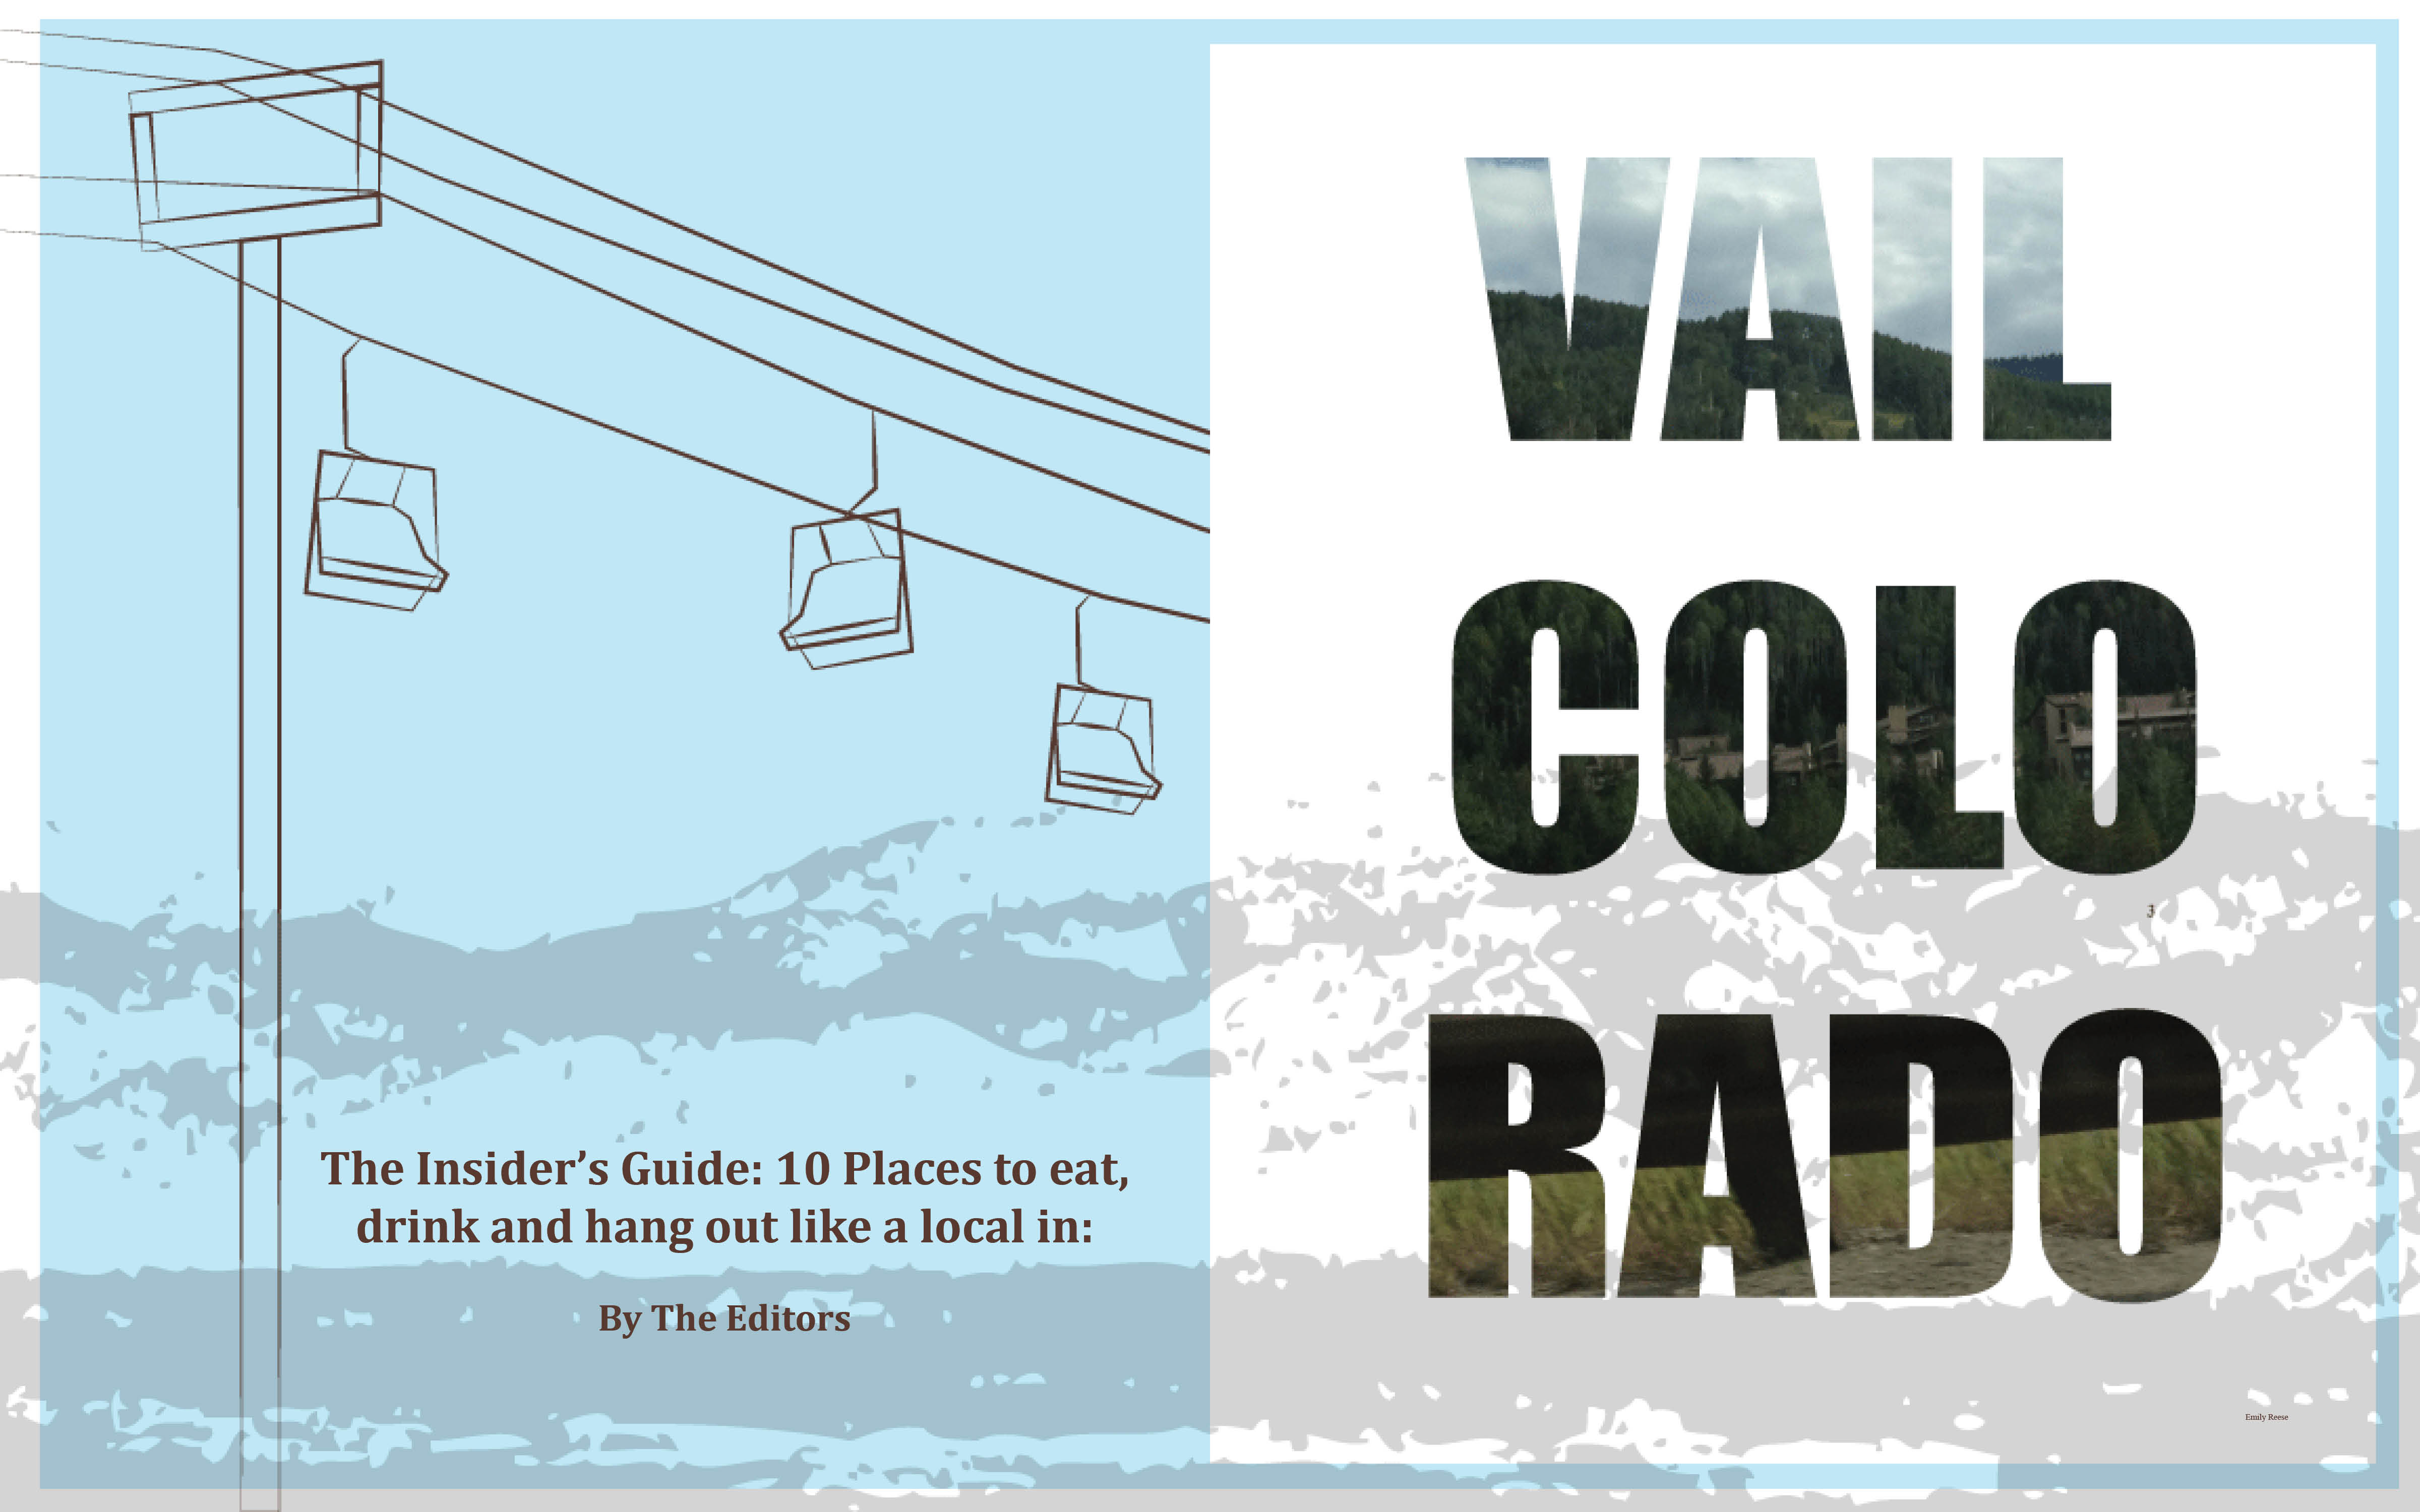 The Insider’s Guide: 10 Places to eat,
drink and hang out like a local in:
By The Editors
VAIL
COLO
RADO
3
Emily Reese